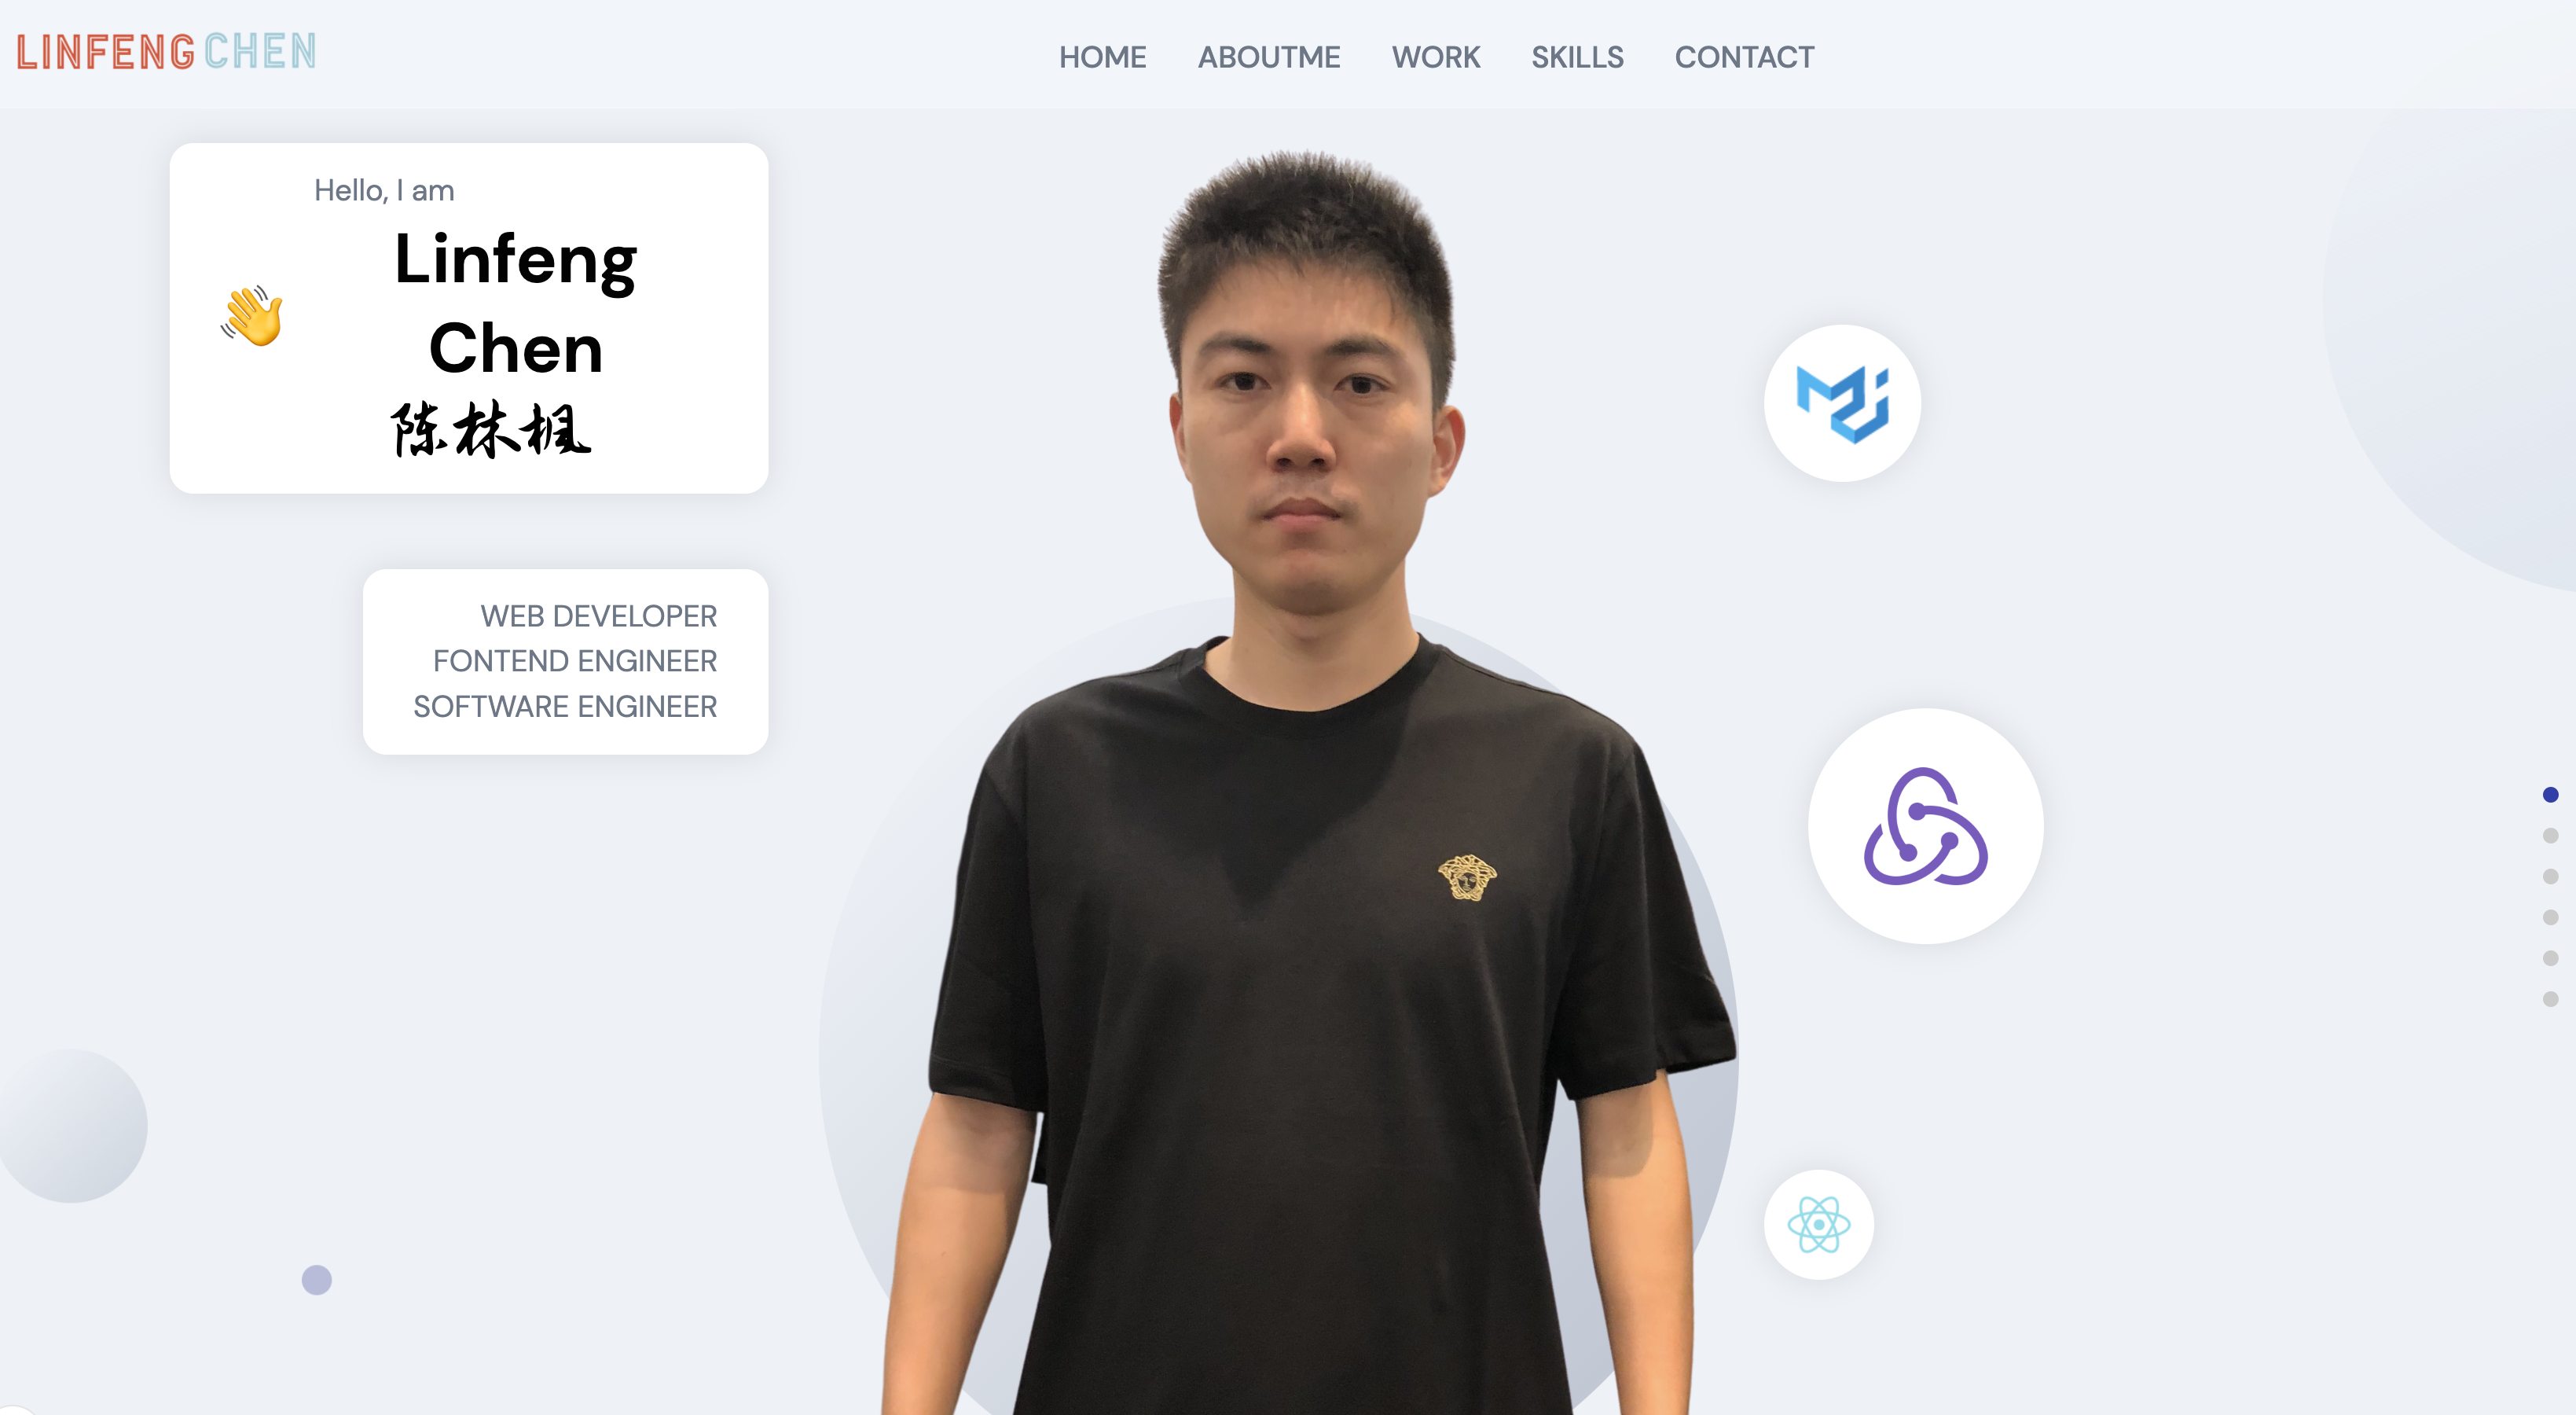 LINFENG CHEN
HOME ABOUTME WORK SKILLS CONTACT
Hello, I am
Linfeng
Chen
陈林枫
WEB DEVELOPER
FONTEND ENGINEER
SOFTWARE ENGINEER